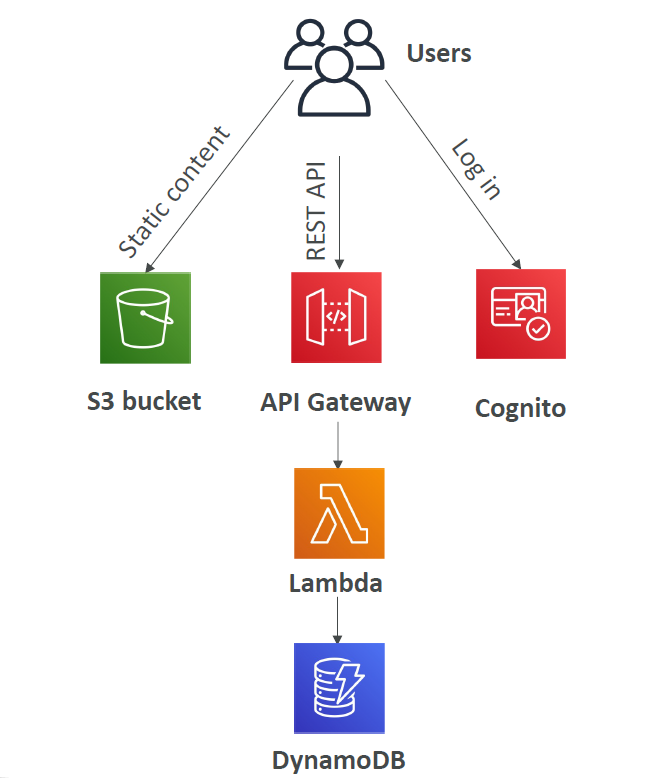 Users
Static content
REST API
Log in
S3 bucket
API Gateway
Cognito
</>
Lambda
DynamoDB